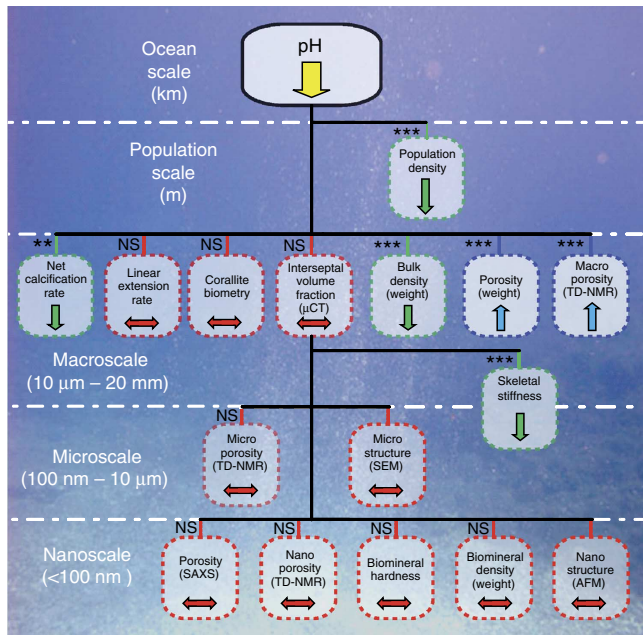 Ocean
scale
(km)
pH
Population
scale
(m)
***
Population
density
**
NS
NS
NS
***
***
***
Net
calcification
rate
Linear
extension
rate
Corallite
biometry
Interseptal
volume
fraction
(μCT)
Bulk
density
(weight)
Porosity
(weight)
Macro
porosity
(TD-NMR)
Macroscale
(10 μm – 20 mm)
***
Skeletal
stiffness
Microscale
(100 nm – 10 μm)
NS
Micro
porosity
(TD-NMR)
Micro
structure
(SEM)
Nanoscale
(<100 nm )
NS
NS
NS
NS
Porosity
(SAXS)
Nano
porosity
(TD-NMR)
Biomineral
hardness
Biomineral
density
(weight)
Nano
structure
(AFM)